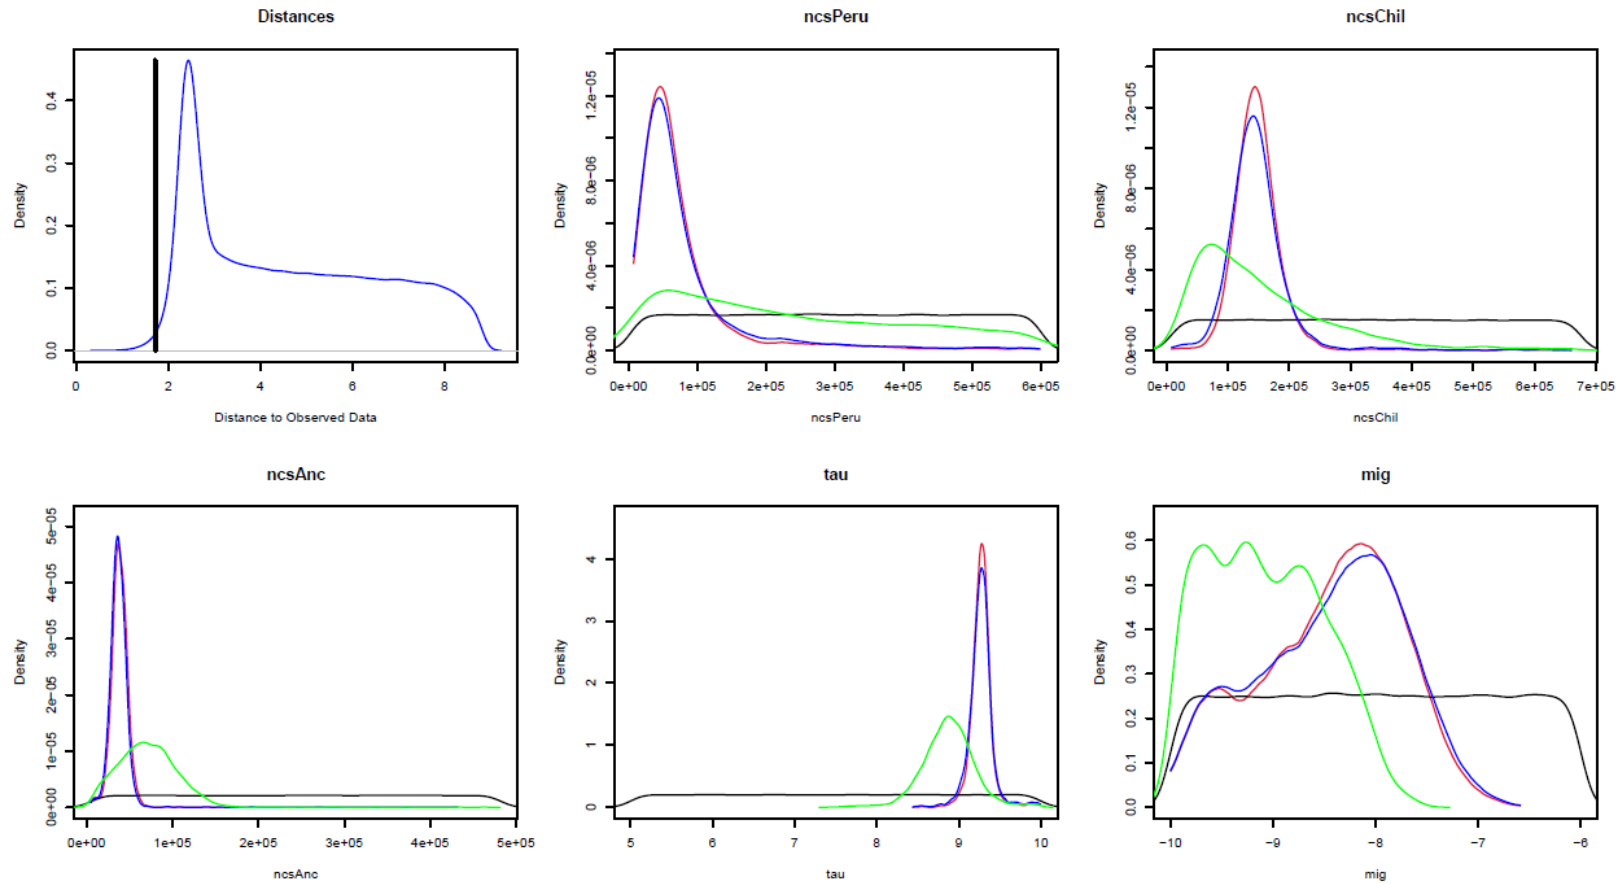 Distances
Density
0.0 0.1 0.2 0.3 0.4
0 2 4 6 8
Distance to Observed Data
ncsPeru
Density
0.0e+00 4.0e−06 8.0e−06 1.2e−05
0e+00 1e+05 2e+05 3e+05 4e+05 5e+05 6e+05
ncsPeru
ncsChil
Density
0.0e+00 4.0e−06 8.0e−06 1.2e−05
0e+00 1e+05 2e+05 3e+05 4e+05 5e+05 6e+05 7e+05
ncsChil
ncsAnc
Density
0e+00 1e−05 2e−05 3e−05 4e−05 5e−05
0e+00 1e+05 2e+05 3e+05 4e+05 5e+05
ncsAnc
tau
Density
0 1 2 3 4
5 6 7 8 9 10
tau
mig
Density
0.0 0.1 0.2 0.3 0.4 0.5 0.6
−10 −9 −8 −7 −6
mig